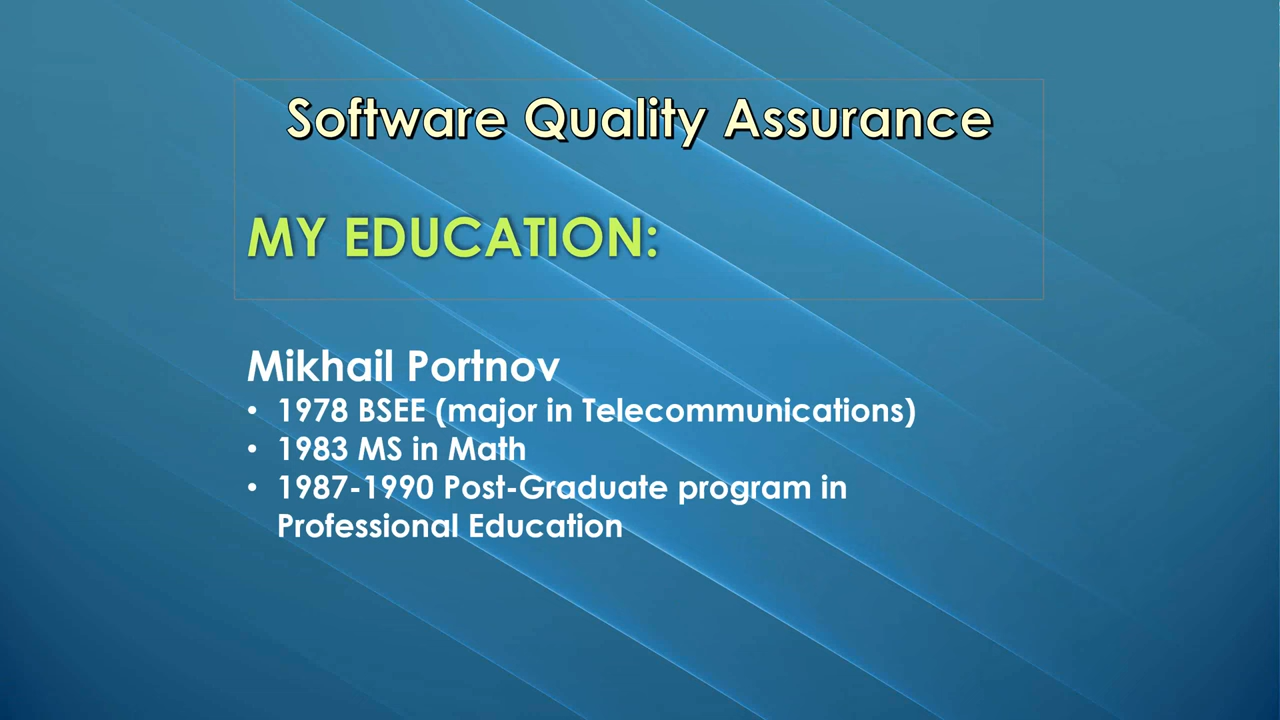 Software Quality Assurance
MY EDUCATION:
Mikhail Portnov
• 1978 BSEE (major in Telecommunications)
• 1983 MS in Math
• 1987-1990 Post-Graduate program in
Professional Education